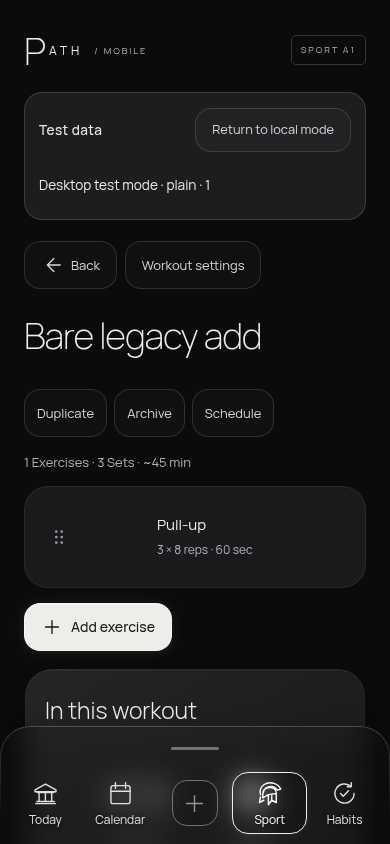 PATH / MOBILE SPORT A1
Test data Return to local mode
Desktop test mode · plain · 1
Back Workout settings
Bare legacy add
Duplicate Archive Schedule
1 Exercises · 3 Sets · ~45 min
Pull-up
3 × 8 reps · 60 sec
Add exercise
In this workout
Today Calendar Sport Habits